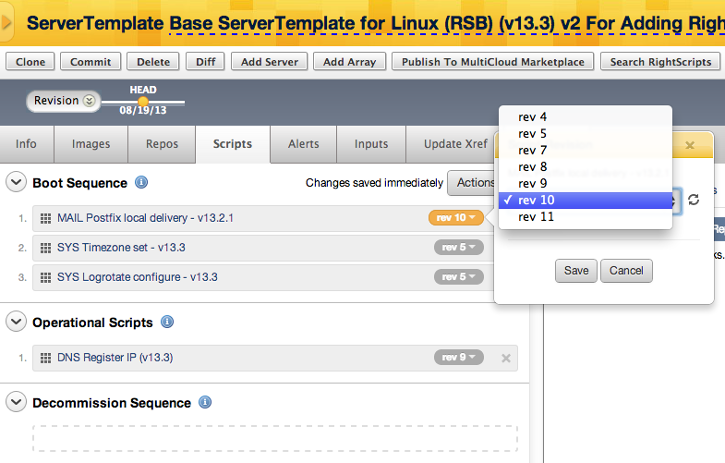 ServerTemplate Base ServerTemplate for Linux (RSB) (v13.3) v2 For Adding Righ
Clone Commit Delete Diff Add Server Add Array Publish To MultiCloud Marketplace Search RightScripts
Revision HEAD
08/19/13
Info Images Repos Scripts Alerts Inputs Update Xref
rev 4
rev 5
rev 7
rev 8
rev 9
✓ rev 10
rev 11
Save Cancel
Boot Sequence Changes saved immediately Actions
1. MAIL Postfix local delivery - v13.2.1 rev 10
2. SYS Timezone set - v13.3 rev 5
3. SYS Logrotate configure - v13.3 rev 5
Operational Scripts
1. DNS Register IP (v13.3) rev 9
Decommission Sequence